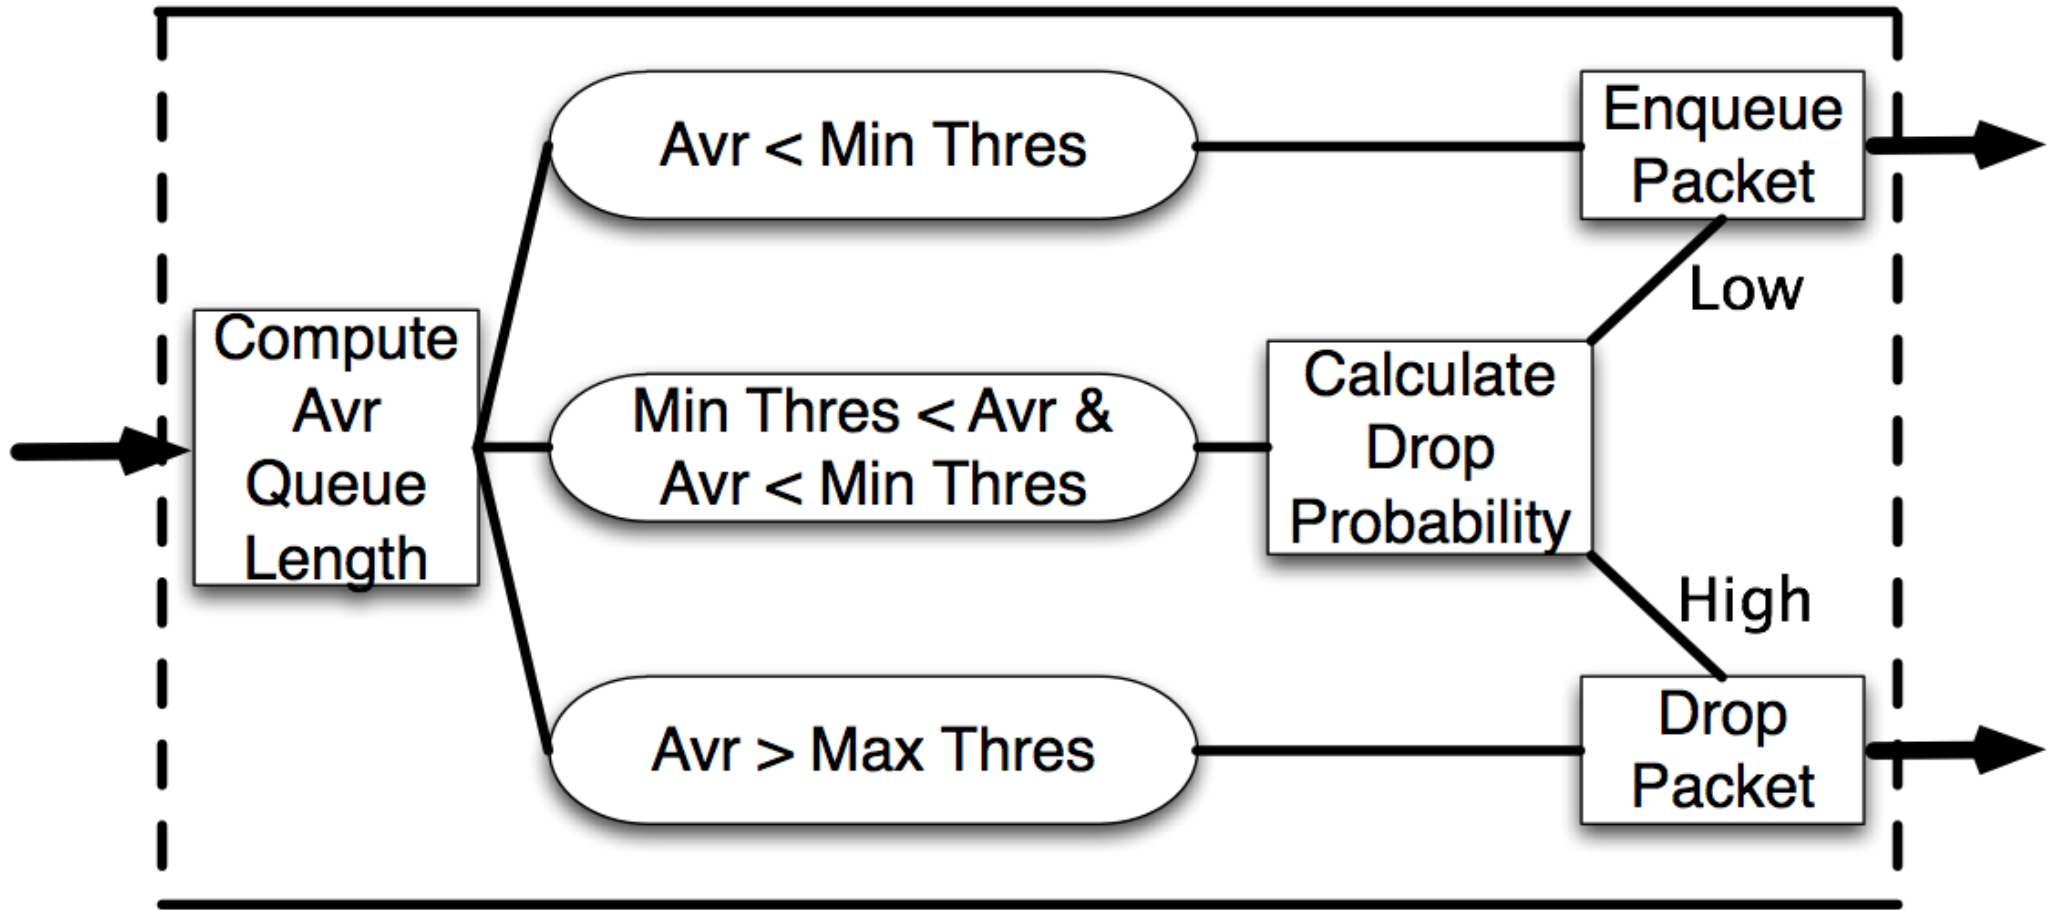 Compute
Avr
Queue
Length
Avr < Min Thres
Min Thres < Avr &
Avr < Min Thres
Avr > Max Thres
Calculate
Drop
Probability
Low
High
Enqueue
Packet
Drop
Packet